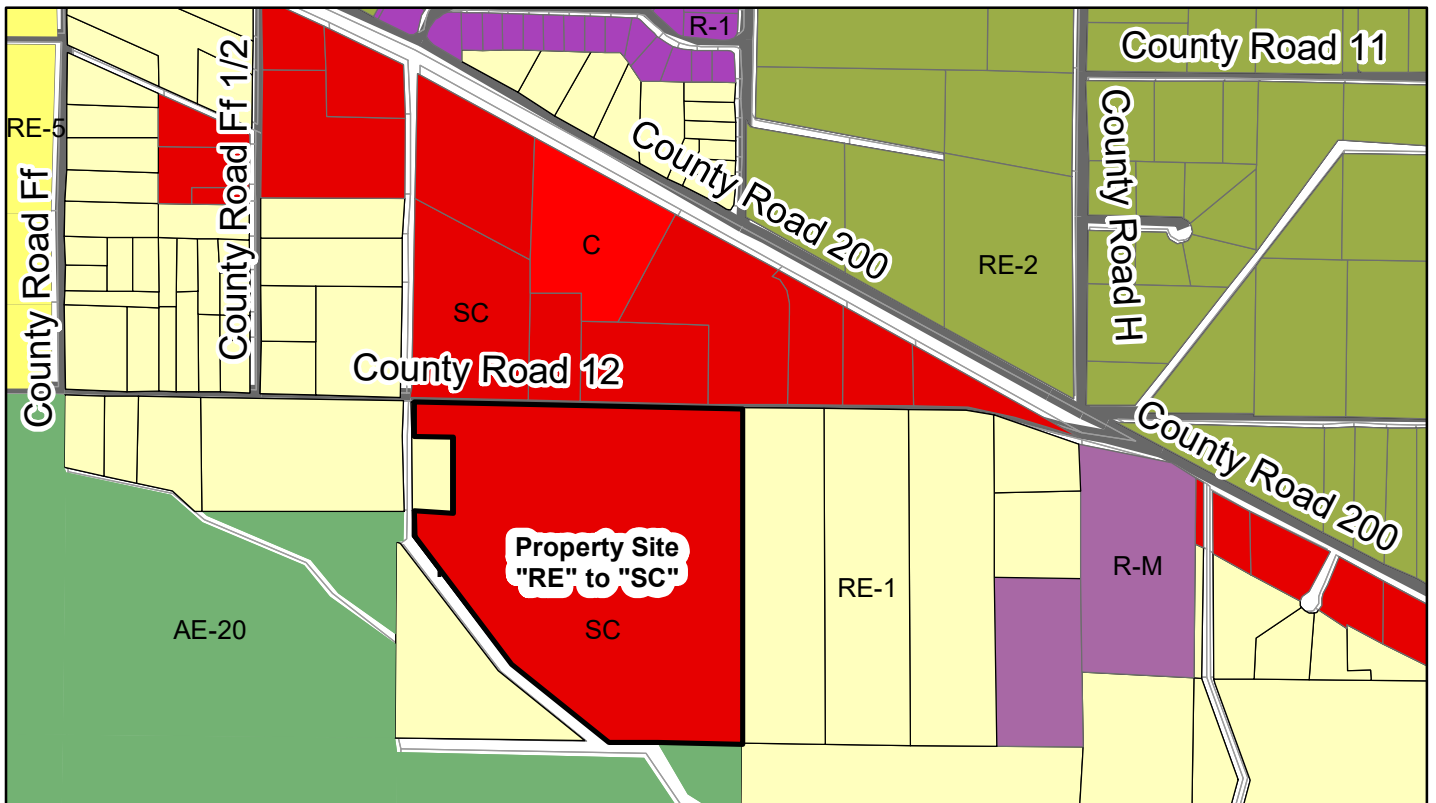 R-1
County Road 11
RE-5
County Road Ff 1/2
County Road H
County Road Ff
County Road 200
C
RE-2
SC
County Road 12
County Road 200
Property Site
"RE" to "SC"
R-M
RE-1
AE-20
SC